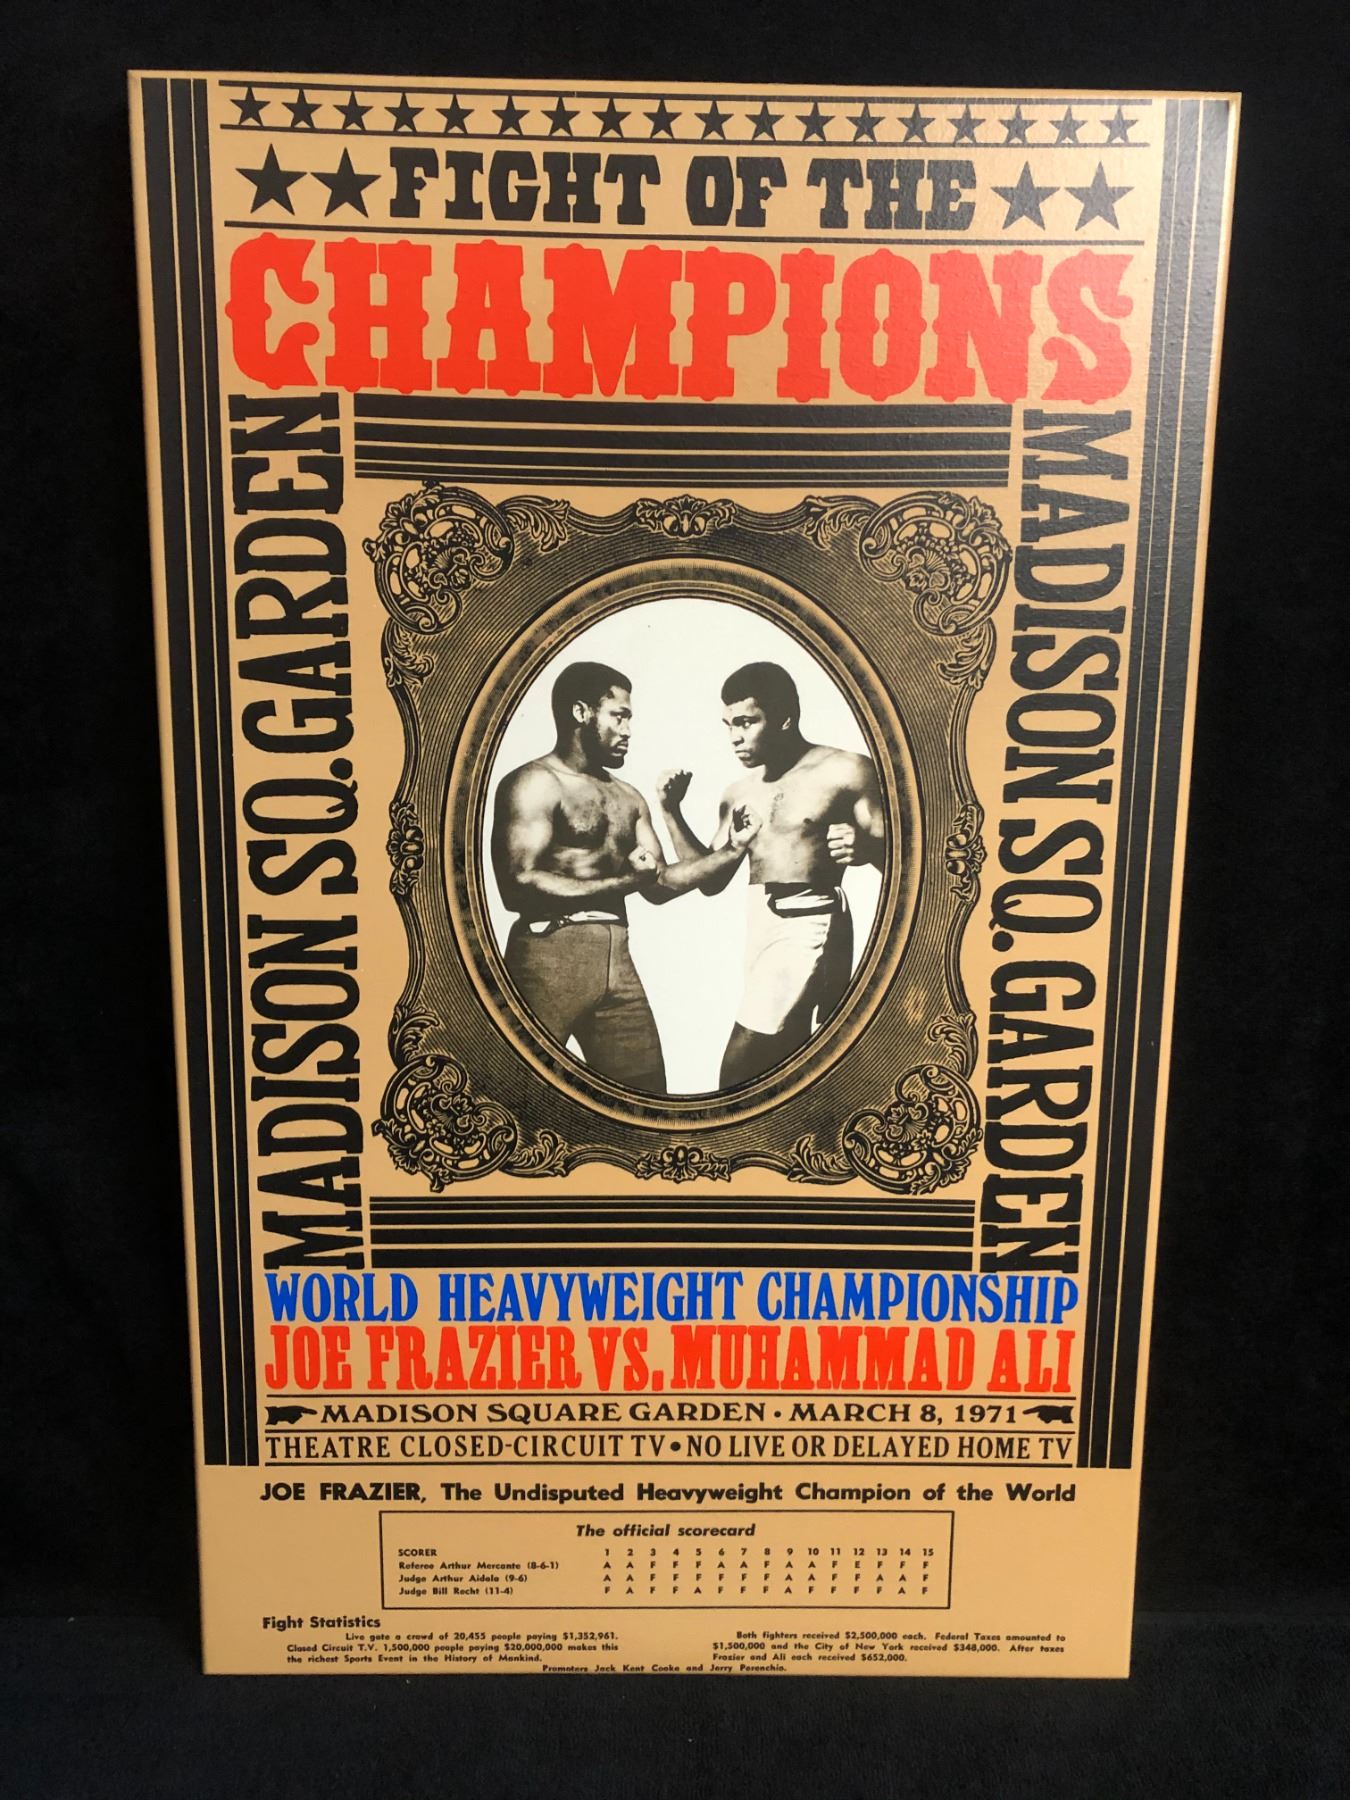 FIGHT OF THE
CHAMPIONS
MADISON SQ. GARDEN
MADISON SQ. GARDEN
WORLD HEAVYWEIGHT CHAMPIONSHIP
JOE FRAZIER VS. MUHAMMAD ALI
MADISON SQUARE GARDEN • MARCH 8, 1971
THEATRE CLOSED-CIRCUIT TV • NO LIVE OR DELAYED HOME TV
JOE FRAZIER, The Undisputed Heavyweight Champion of the World
The official scorecard
SCORER 1 2 3 4 5 6 7 8 9 10 11 12 13 14 15
Referee Arthur Mercante (8-6-1) A A F F F A A F A A F E F F F
Judge Arthur Aidala (9-6) A A F F F F F F A A F F A A F
Judge Bill Recht (11-4) F A F F A F F F A A F F F A F
Fight Statistics
Live gate a crowd of 20,455 people paying $1,352,961.
Closed Circuit T.V. 1,500,000 people paying $20,000,000 makes this
the richest Sports Event in the History of Mankind.
Both fighters received $2,500,000 each. Federal Taxes amounted to
$1,500,000 and the City of New York received $348,000. After taxes
Frazier and Ali each received $652,000.
Promoters Jack Kent Cooke and Jerry Perenchio.